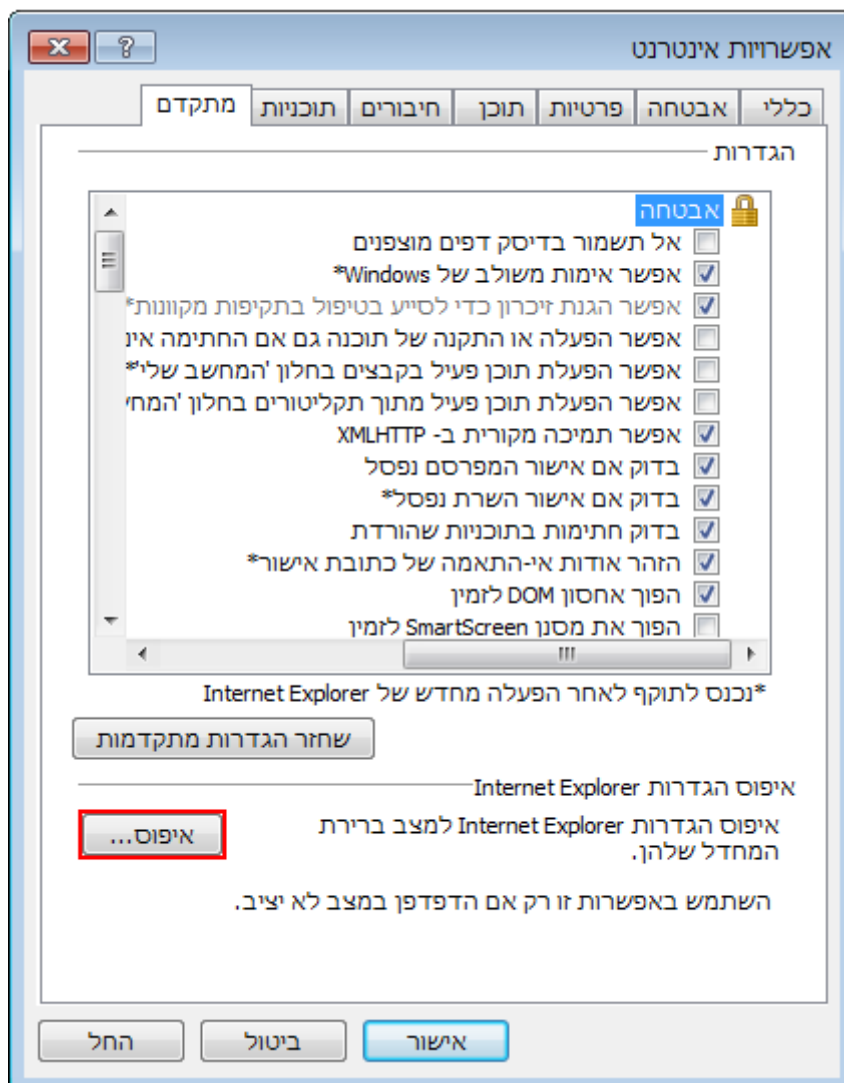 אפשרויות אינטרנט
כללי
אבטחה
פרטיות
תוכן
חיבורים
תוכניות
מתקדם
הגדרות
אבטחה
אל תשמור בדיסק דפים מוצפנים
אפשר אימות משולב של Windows*
אפשר הגנת זיכרון כדי לסייע בטיפול בתקיפות מקוונות*
אפשר הפעלה או התקנה של תוכנה גם אם החתימה
אפשר הפעלת תוכן פעיל בקבצים בחלון 'המחשב שלי'*
אפשר הפעלת תוכן פעיל מתוך תקליטורים בחלון
אפשר תמיכה מקורית ב- XMLHTTP
בדוק אם אישור המפרסם נפסל
בדוק אם אישור השרת נפסל*
בדוק חתימות בתוכניות שהורדת
הזהר אודות אי-התאמה של כתובת אישור*
הפוך אחסון DOM לזמין
הפוך את מסנן SmartScreen לזמין
*נכנס לתוקף לאחר הפעלה מחדש של Internet Explorer
שחזר הגדרות מתקדמות
איפוס הגדרות Internet Explorer
איפוס הגדרות Internet Explorer למצב ברירת
המחדל שלהן.
איפוס...
השתמש באפשרות זו רק אם הדפדפן במצב לא יציב.
אישור
ביטול
החל